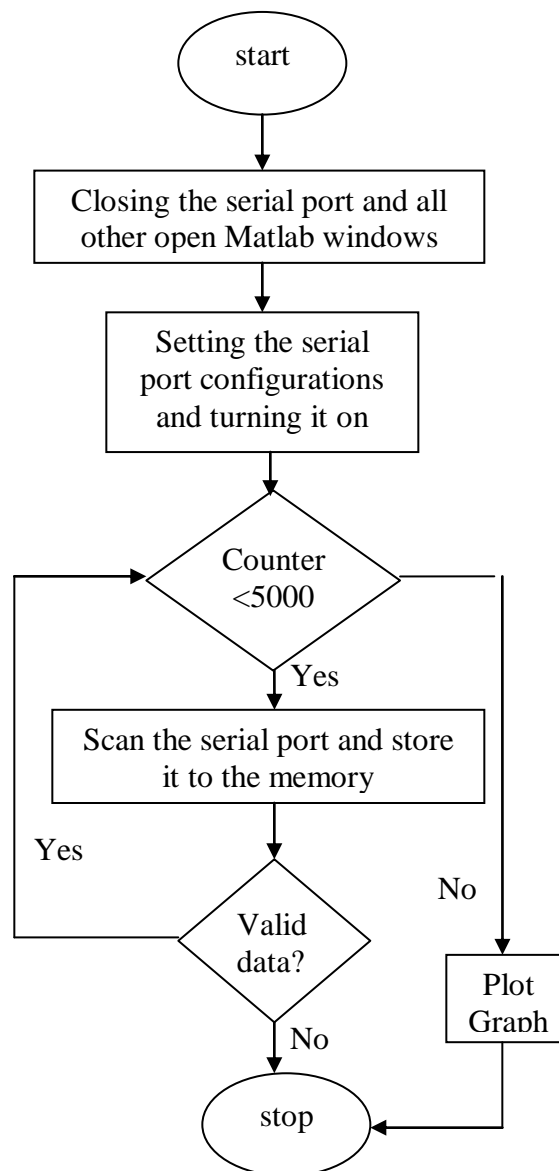 start
Closing the serial port and all
other open Matlab windows
Setting the serial
port configurations
and turning it on
Counter
<5000
Yes
Scan the serial port and store
it to the memory
Yes
No
Valid
data?
Plot
Graph
No
stop